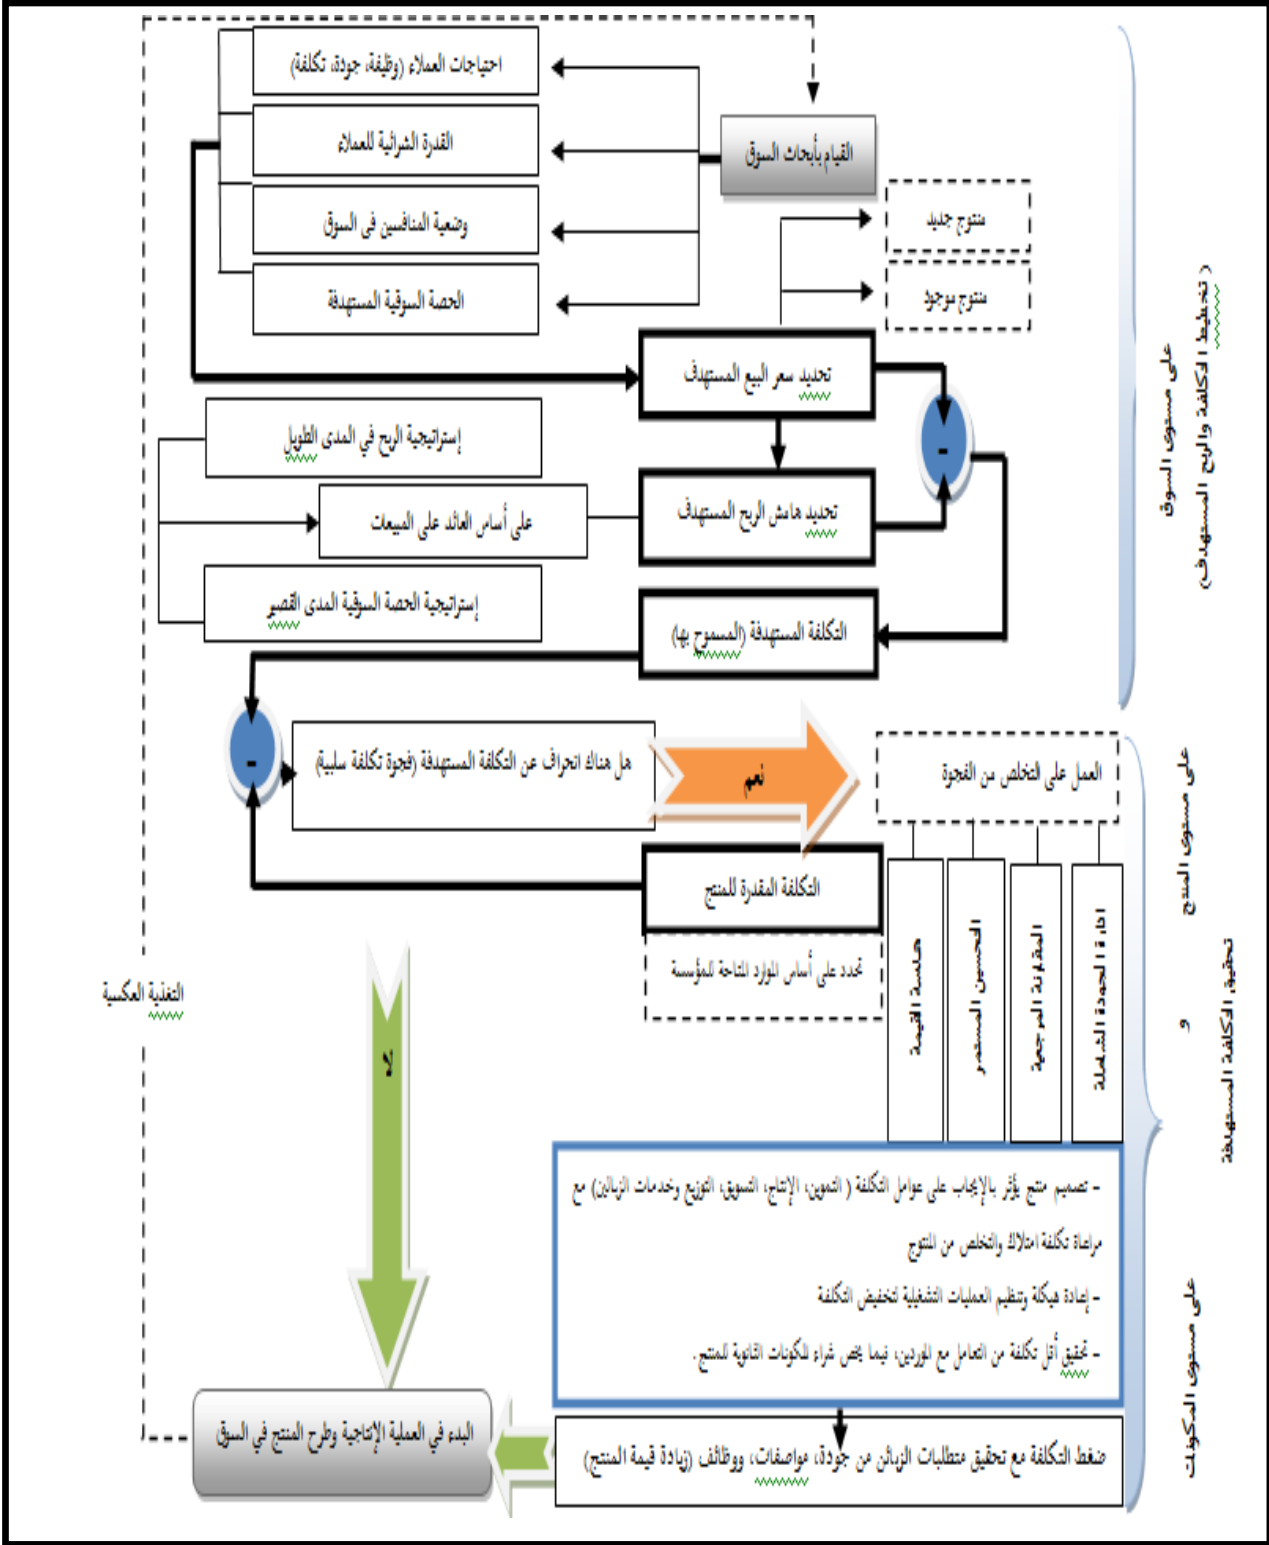 احتياجات العملاء (وظيفة، جودة، تكلفة)
القدرة الشرائية للعملاء
وضعية المنافسين في السوق
الحصة السوقية المستهدفة
القيام بأبحاث السوق
منتوج جديد
منتوج موجود
تحديد سعر البيع المستهدف
إستراتيجية الربح في المدى الطويل
على أساس العائد على المبيعات
تحديد هامش الربح المستهدف
إستراتيجية الحصة السوقية المدى القصير
التكلفة المستهدفة (المسموح بها)
-
على مستوى السوق
( تخطيط التكلفة والربح المستهدف)
-
هل هناك انحراف عن التكلفة المستهدفة (فجوة تكلفة سلبية)
نعم
العمل على التخلص من الفجوة
التكلفة المقدرة للمنتج
تحدد على أساس الموارد المتاحة للمؤسسة
ادارة الجودة الشاملة
المقارنة المرجعية
التحسين المستمر
هندسة القيمة
على مستوى المنتج
و
على مستوى المكونات
تحقيق التكلفة المستهدفة
التغذية العكسية
لا
– تصميم منتج يؤثر بالإيجاب على عوامل التكلفة ( التموين، الإنتاج، التسويق، التوزيع وخدمات الزبائن) مع
مراعاة تكلفة امتلاك والتخلص من المنتوج
– إعادة هيكلة وتنظيم العمليات التشغيلية لتخفيض التكلفة
– تحقيق أقل تكلفة من التعامل مع الموردين، فيما يخص شراء المكونات الثانوية للمنتج.
ضغط التكلفة مع تحقيق متطلبات الزبائن من جودة، مواصفات، ووظائف (زيادة قيمة المنتج)
البدء في العملية الإنتاجية وطرح المنتج في السوق